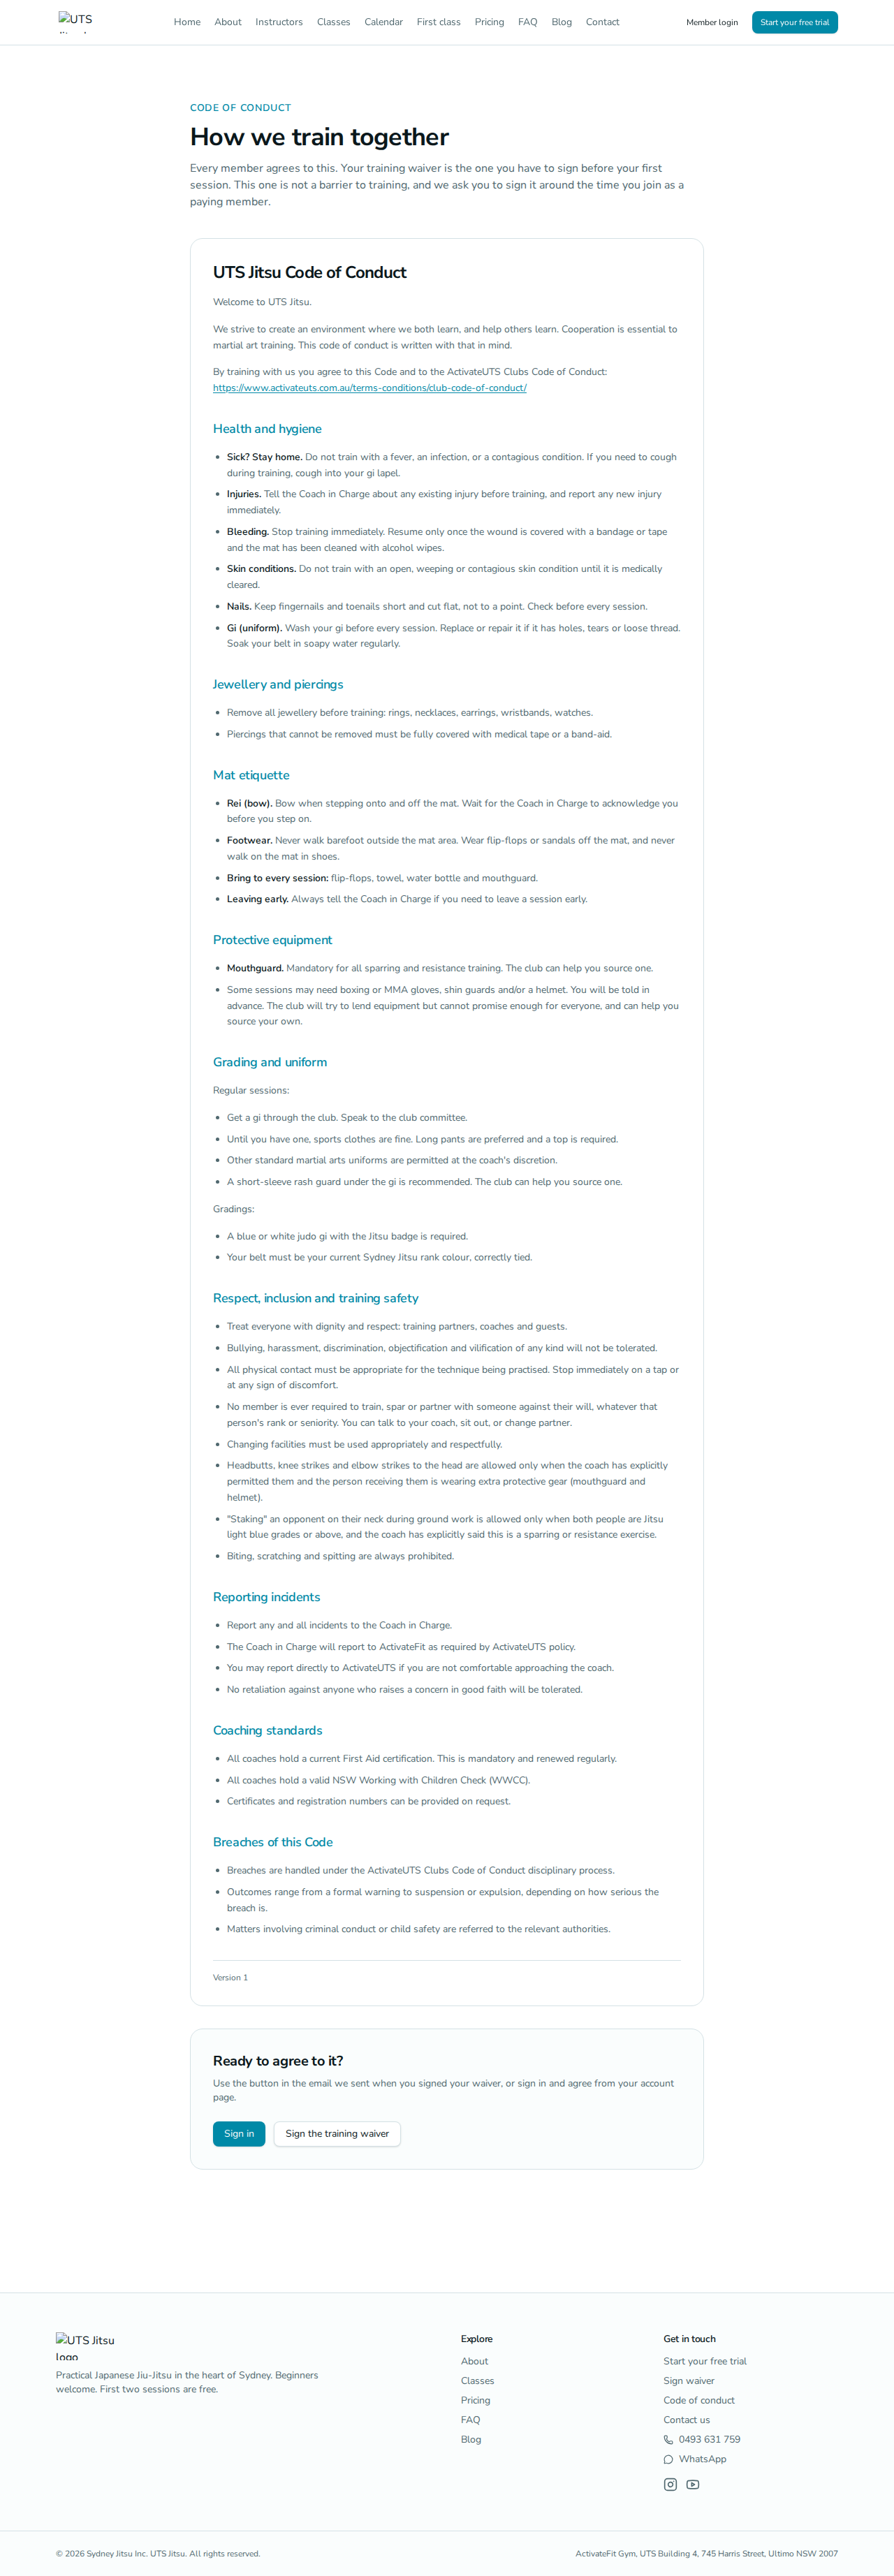 UTS
Home
About
Instructors
Classes
Calendar
First class
Pricing
FAQ
Blog
Contact
Member login
Start your free trial
CODE OF CONDUCT
How we train together
Every member agrees to this. Your training waiver is the one you have to sign before your first
session. This one is not a barrier to training, and we ask you to sign it around the time you join as a
paying member.
UTS Jitsu Code of Conduct
Welcome to UTS Jitsu.
We strive to create an environment where we both learn, and help others learn. Cooperation is essential to
martial art training. This code of conduct is written with that in mind.
By training with us you agree to this Code and to the ActivateUTS Clubs Code of Conduct:
https://www.activateuts.com.au/terms-conditions/club-code-of-conduct/
Health and hygiene
• Sick? Stay home. Do not train with a fever, an infection, or a contagious condition. If you need to cough
during training, cough into your gi lapel.
• Injuries. Tell the Coach in Charge about any existing injury before training, and report any new injury
immediately.
• Bleeding. Stop training immediately. Resume only once the wound is covered with a bandage or tape
and the mat has been cleaned with alcohol wipes.
• Skin conditions. Do not train with an open, weeping or contagious skin condition until it is medically
cleared.
• Nails. Keep fingernails and toenails short and cut flat, not to a point. Check before every session.
• Gi (uniform). Wash your gi before every session. Replace or repair it if it has holes, tears or loose thread.
Soak your belt in soapy water regularly.
Jewellery and piercings
• Remove all jewellery before training: rings, necklaces, earrings, wristbands, watches.
• Piercings that cannot be removed must be fully covered with medical tape or a band-aid.
Mat etiquette
• Rei (bow). Bow when stepping onto and off the mat. Wait for the Coach in Charge to acknowledge you
before you step on.
• Footwear. Never walk barefoot outside the mat area. Wear flip-flops or sandals off the mat, and never
walk on the mat in shoes.
• Bring to every session: flip-flops, towel, water bottle and mouthguard.
• Leaving early. Always tell the Coach in Charge if you need to leave a session early.
Protective equipment
• Mouthguard. Mandatory for all sparring and resistance training. The club can help you source one.
• Some sessions may need boxing or MMA gloves, shin guards and/or a helmet. You will be told in
advance. The club will try to lend equipment but cannot promise enough for everyone, and can help you
source your own.
Grading and uniform
Regular sessions:
• Get a gi through the club. Speak to the club committee.
• Until you have one, sports clothes are fine. Long pants are preferred and a top is required.
• Other standard martial arts uniforms are permitted at the coach's discretion.
• A short-sleeve rash guard under the gi is recommended. The club can help you source one.
Gradings:
• A blue or white judo gi with the Jitsu badge is required.
• Your belt must be your current Sydney Jitsu rank colour, correctly tied.
Respect, inclusion and training safety
• Treat everyone with dignity and respect: training partners, coaches and guests.
• Bullying, harassment, discrimination, objectification and vilification of any kind will not be tolerated.
• All physical contact must be appropriate for the technique being practised. Stop immediately on a tap or
at any sign of discomfort.
• No member is ever required to train, spar or partner with someone against their will, whatever that
person's rank or seniority. You can talk to your coach, sit out, or change partner.
• Changing facilities must be used appropriately and respectfully.
• Headbutts, knee strikes and elbow strikes to the head are allowed only when the coach has explicitly
permitted them and the person receiving them is wearing extra protective gear (mouthguard and
helmet).
• "Staking" an opponent on their neck during ground work is allowed only when both people are Jitsu
light blue grades or above, and the coach has explicitly said this is a sparring or resistance exercise.
• Biting, scratching and spitting are always prohibited.
Reporting incidents
• Report any and all incidents to the Coach in Charge.
• The Coach in Charge will report to ActivateFit as required by ActivateUTS policy.
• You may report directly to ActivateUTS if you are not comfortable approaching the coach.
• No retaliation against anyone who raises a concern in good faith will be tolerated.
Coaching standards
• All coaches hold a current First Aid certification. This is mandatory and renewed regularly.
• All coaches hold a valid NSW Working with Children Check (WWCC).
• Certificates and registration numbers can be provided on request.
Breaches of this Code
• Breaches are handled under the ActivateUTS Clubs Code of Conduct disciplinary process.
• Outcomes range from a formal warning to suspension or expulsion, depending on how serious the
breach is.
• Matters involving criminal conduct or child safety are referred to the relevant authorities.
Version 1
Ready to agree to it?
Use the button in the email we sent when you signed your waiver, or sign in and agree from your account
page.
Sign in
Sign the training waiver
UTS Jitsu
logo
Practical Japanese Jiu-Jitsu in the heart of Sydney. Beginners
welcome. First two sessions are free.
Explore
About
Classes
Pricing
FAQ
Blog
Get in touch
Start your free trial
Sign waiver
Code of conduct
Contact us
0493 631 759
WhatsApp
© 2026 Sydney Jitsu Inc. UTS Jitsu. All rights reserved.
ActivateFit Gym, UTS Building 4, 745 Harris Street, Ultimo NSW 2007